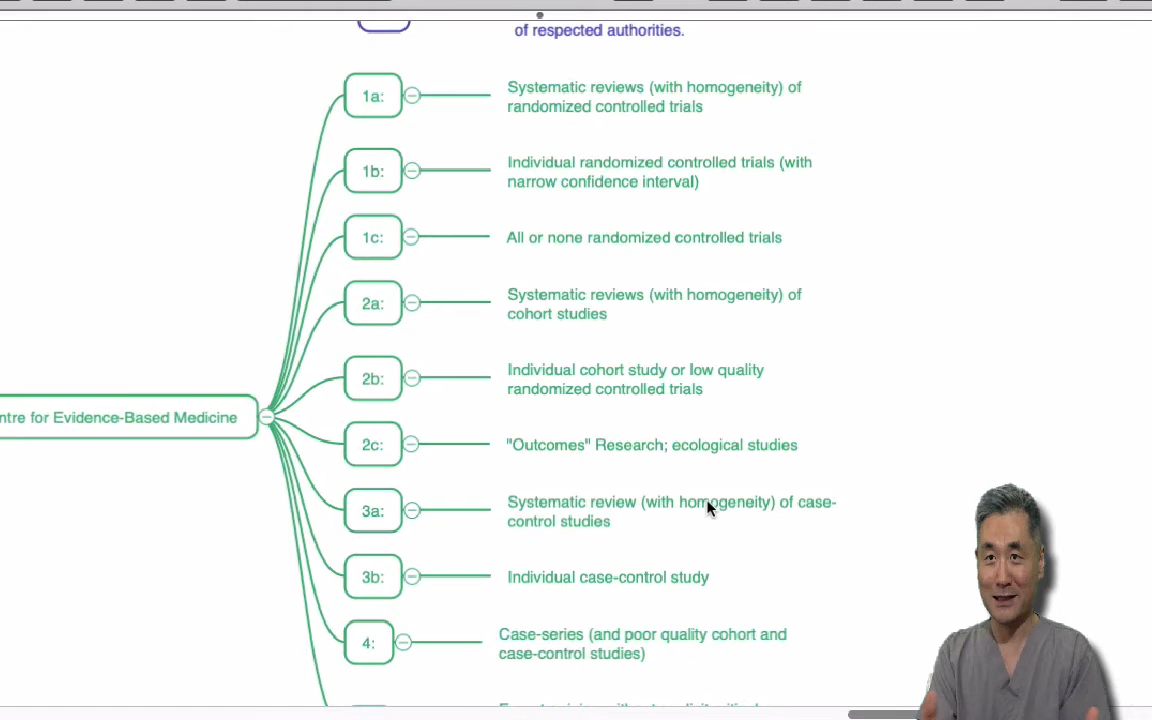 of respected authorities.
1a:
Systematic reviews (with homogeneity) of
randomized controlled trials
1b:
Individual randomized controlled trials (with
narrow confidence interval)
1c:
All or none randomized controlled trials
2a:
Systematic reviews (with homogeneity) of
cohort studies
2b:
Individual cohort study or low quality
randomized controlled trials
ntre for Evidence-Based Medicine
2c:
"Outcomes" Research; ecological studies
3a:
Systematic review (with homogeneity) of case-
control studies
3b:
Individual case-control study
4:
Case-series (and poor quality cohort and
case-control studies)